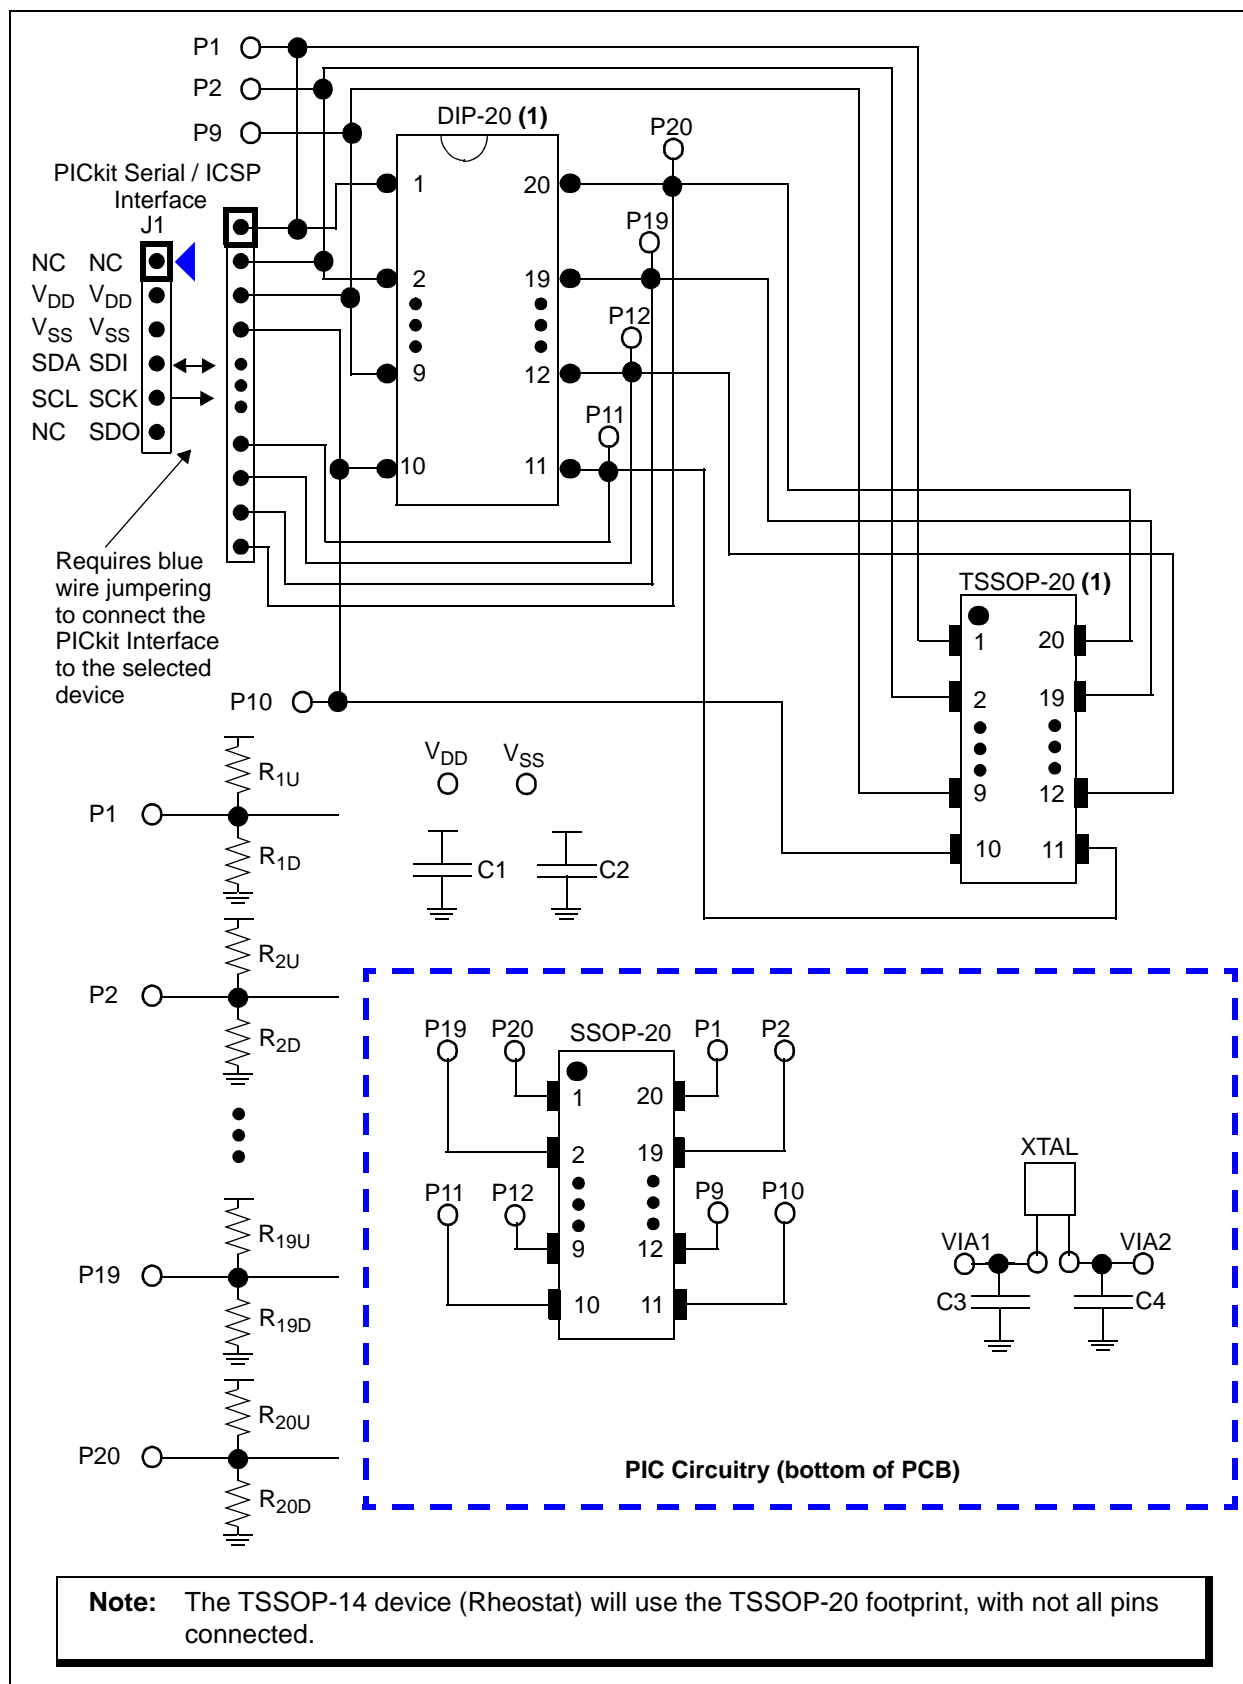 P1
P2
P9
DIP-20 (1)
P20
PICkit Serial / ICSP
Interface
J1
1
20
P19
NC NC
2
19
VDD VDD
P12
VSS VSS
SDA SDI
9
12
SCL SCK
P11
NC SDO
10
11
Requires blue
wire jumpering
to connect the
PICkit Interface
to the selected
device
TSSOP-20 (1)
1
20
2
19
9
12
10
11
P10
VDD
VSS
R1U
P1
R1D
C1
C2
R2U
P2
R2D
P19
P20
SSOP-20
P1
P2
1
20
2
19
P11
P12
P9
P10
9
12
10
11
XTAL
VIA1
VIA2
C3
C4
R19U
P19
R19D
R20U
P20
R20D
PIC Circuitry (bottom of PCB)
Note: The TSSOP-14 device (Rheostat) will use the TSSOP-20 footprint, with not all pins
connected.